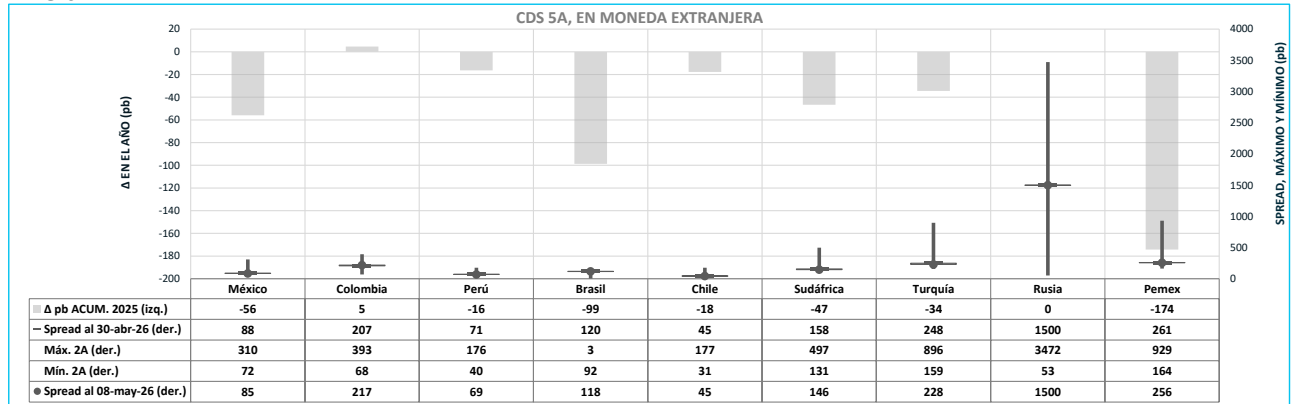 CDS 5A, EN MONEDA EXTRANJERA
Δ EN EL AÑO (pb)
20
0
-20
-40
-60
-80
-100
-120
-140
-160
-180
-200
4000
3500
3000
2500
2000
1500
1000
500
0
SPREAD, MÁXIMO Y MÍNIMO (pb)
México Colombia Perú Brasil Chile Sudáfrica Turquía Rusia Pemex
Δ pb ACUM. 2025 (izq.) -56 5 -16 -99 -18 -47 -34 0 -174
Spread al 30-abr-26 (der.) 88 207 71 120 45 158 248 1500 261
Máx. 2A (der.) 310 393 176 3 177 497 896 3472 929
Mín. 2A (der.) 72 68 40 92 31 131 159 53 164
Spread al 08-may-26 (der.) 85 217 69 118 45 146 228 1500 256